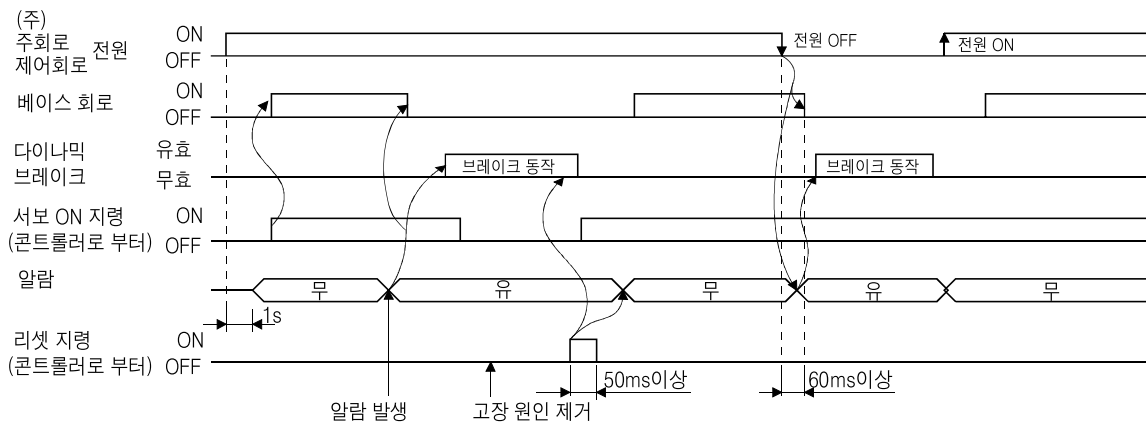 (주)
주회로
제어회로 전원
ON
OFF
전원 OFF
전원 ON
베이스 회로
ON
OFF
다이나믹
브레이크
유효
무효
브레이크 동작
브레이크 동작
서보 ON 지령
(콘트롤러로 부터)
ON
OFF
알람
무
유
무
유
무
1s
리셋 지령
(콘트롤러로 부터)
ON
OFF
50ms이상
60ms이상
알람 발생
고장 원인 제거